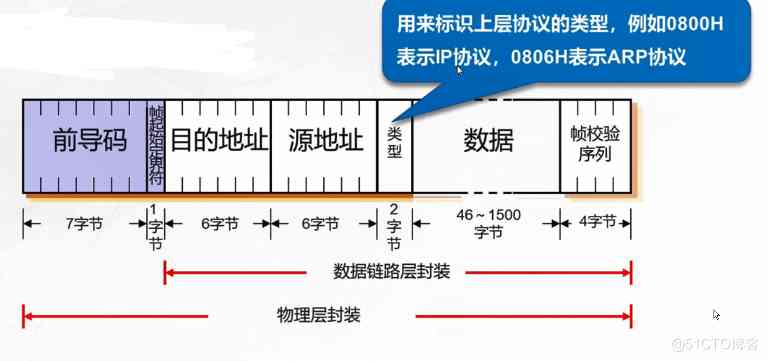 用来标识上层协议的类型，例如0800H
表示IP协议，0806H表示ARP协议
前导码
帧起始定界符
目的地址
源地址
类型
数据
帧校验
序列
7字节
1字节
6字节
6字节
2字节
46～1500
字节
4字节
数据链路层封装
物理层封装
@51CTO博客